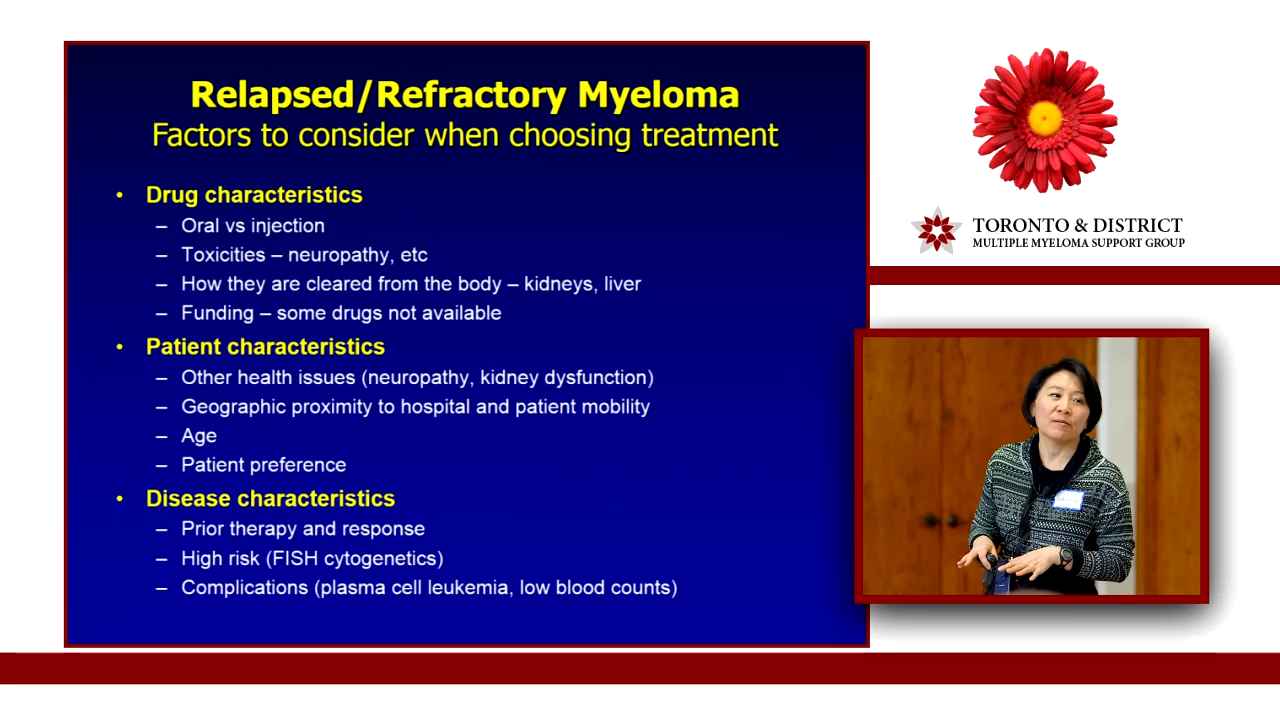 Relapsed/Refractory Myeloma
Factors to consider when choosing treatment
• Drug characteristics
– Oral vs injection
– Toxicities – neuropathy, etc
– How they are cleared from the body – kidneys, liver
– Funding – some drugs not available
• Patient characteristics
– Other health issues (neuropathy, kidney dysfunction)
– Geographic proximity to hospital and patient mobility
– Age
– Patient preference
• Disease characteristics
– Prior therapy and response
– High risk (FISH cytogenetics)
– Complications (plasma cell leukemia, low blood counts)
TORONTO & DISTRICT
MULTIPLE MYELOMA SUPPORT GROUP